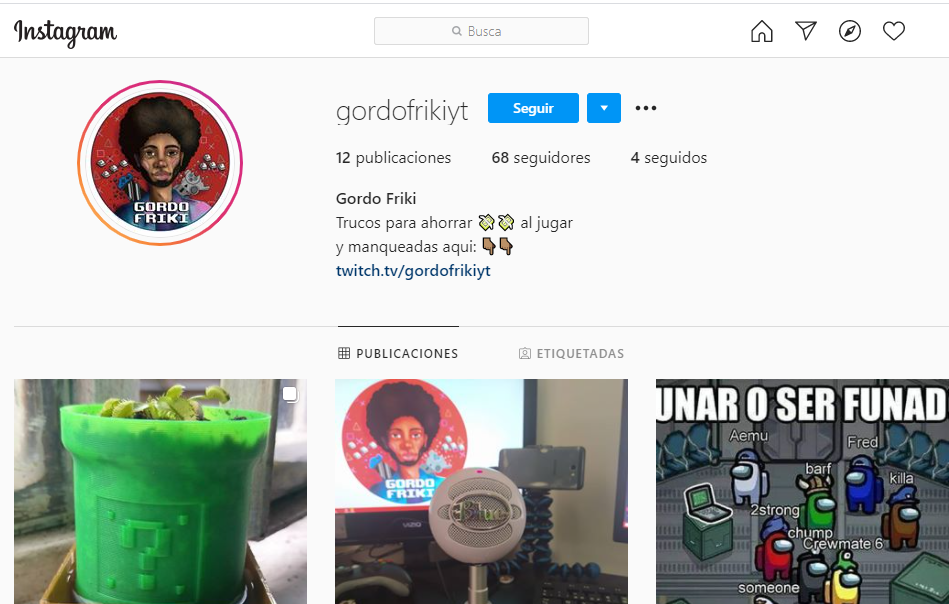 Instagram
Busca
gordofrikiyt
Seguir
12 publicaciones 68 seguidores 4 seguidos
Gordo Friki
Trucos para ahorrar al jugar
y manqueadas aqui:
twitch.tv/gordofrikiyt
PUBLICACIONES ETIQUETADAS
GORDO
FRIKI
GORDO
FRIKI
VIZIO
Blue
UNAR O SER FUNAD
Aemu
Fred
barf
killa
2strong
chump
Crewmate 6
someone